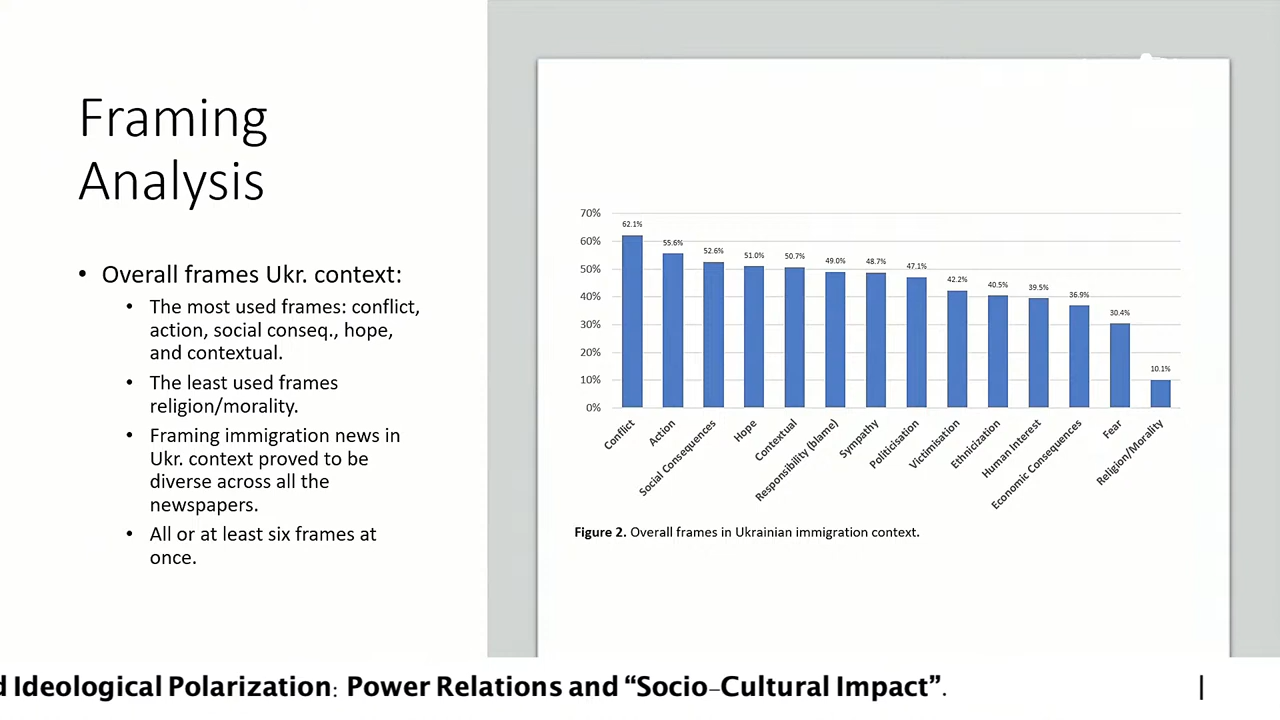 Framing
Analysis
• Overall frames Ukr. context:
• The most used frames: conflict,
action, social conseq., hope,
and contextual.
• The least used frames
religion/morality.
• Framing immigration news in
Ukr. context proved to be
diverse across all the
newspapers.
• All or at least six frames at
once.
70%
60%
50%
40%
30%
20%
10%
0%
62.1%
55.6%
52.6%
51.0%
50.7%
49.0%
48.7%
47.1%
42.2%
40.5%
39.5%
36.9%
30.4%
10.1%
Conflict
Action
Social Consequences
Hope
Contextual
Responsibility (blame)
Sympathy
Politicisation
Victimisation
Ethnicization
Human Interest
Economic Consequences
Fear
Religion/Morality
Figure 2. Overall frames in Ukrainian immigration context.
d Ideological Polarization: Power Relations and “Socio-Cultural Impact”. |